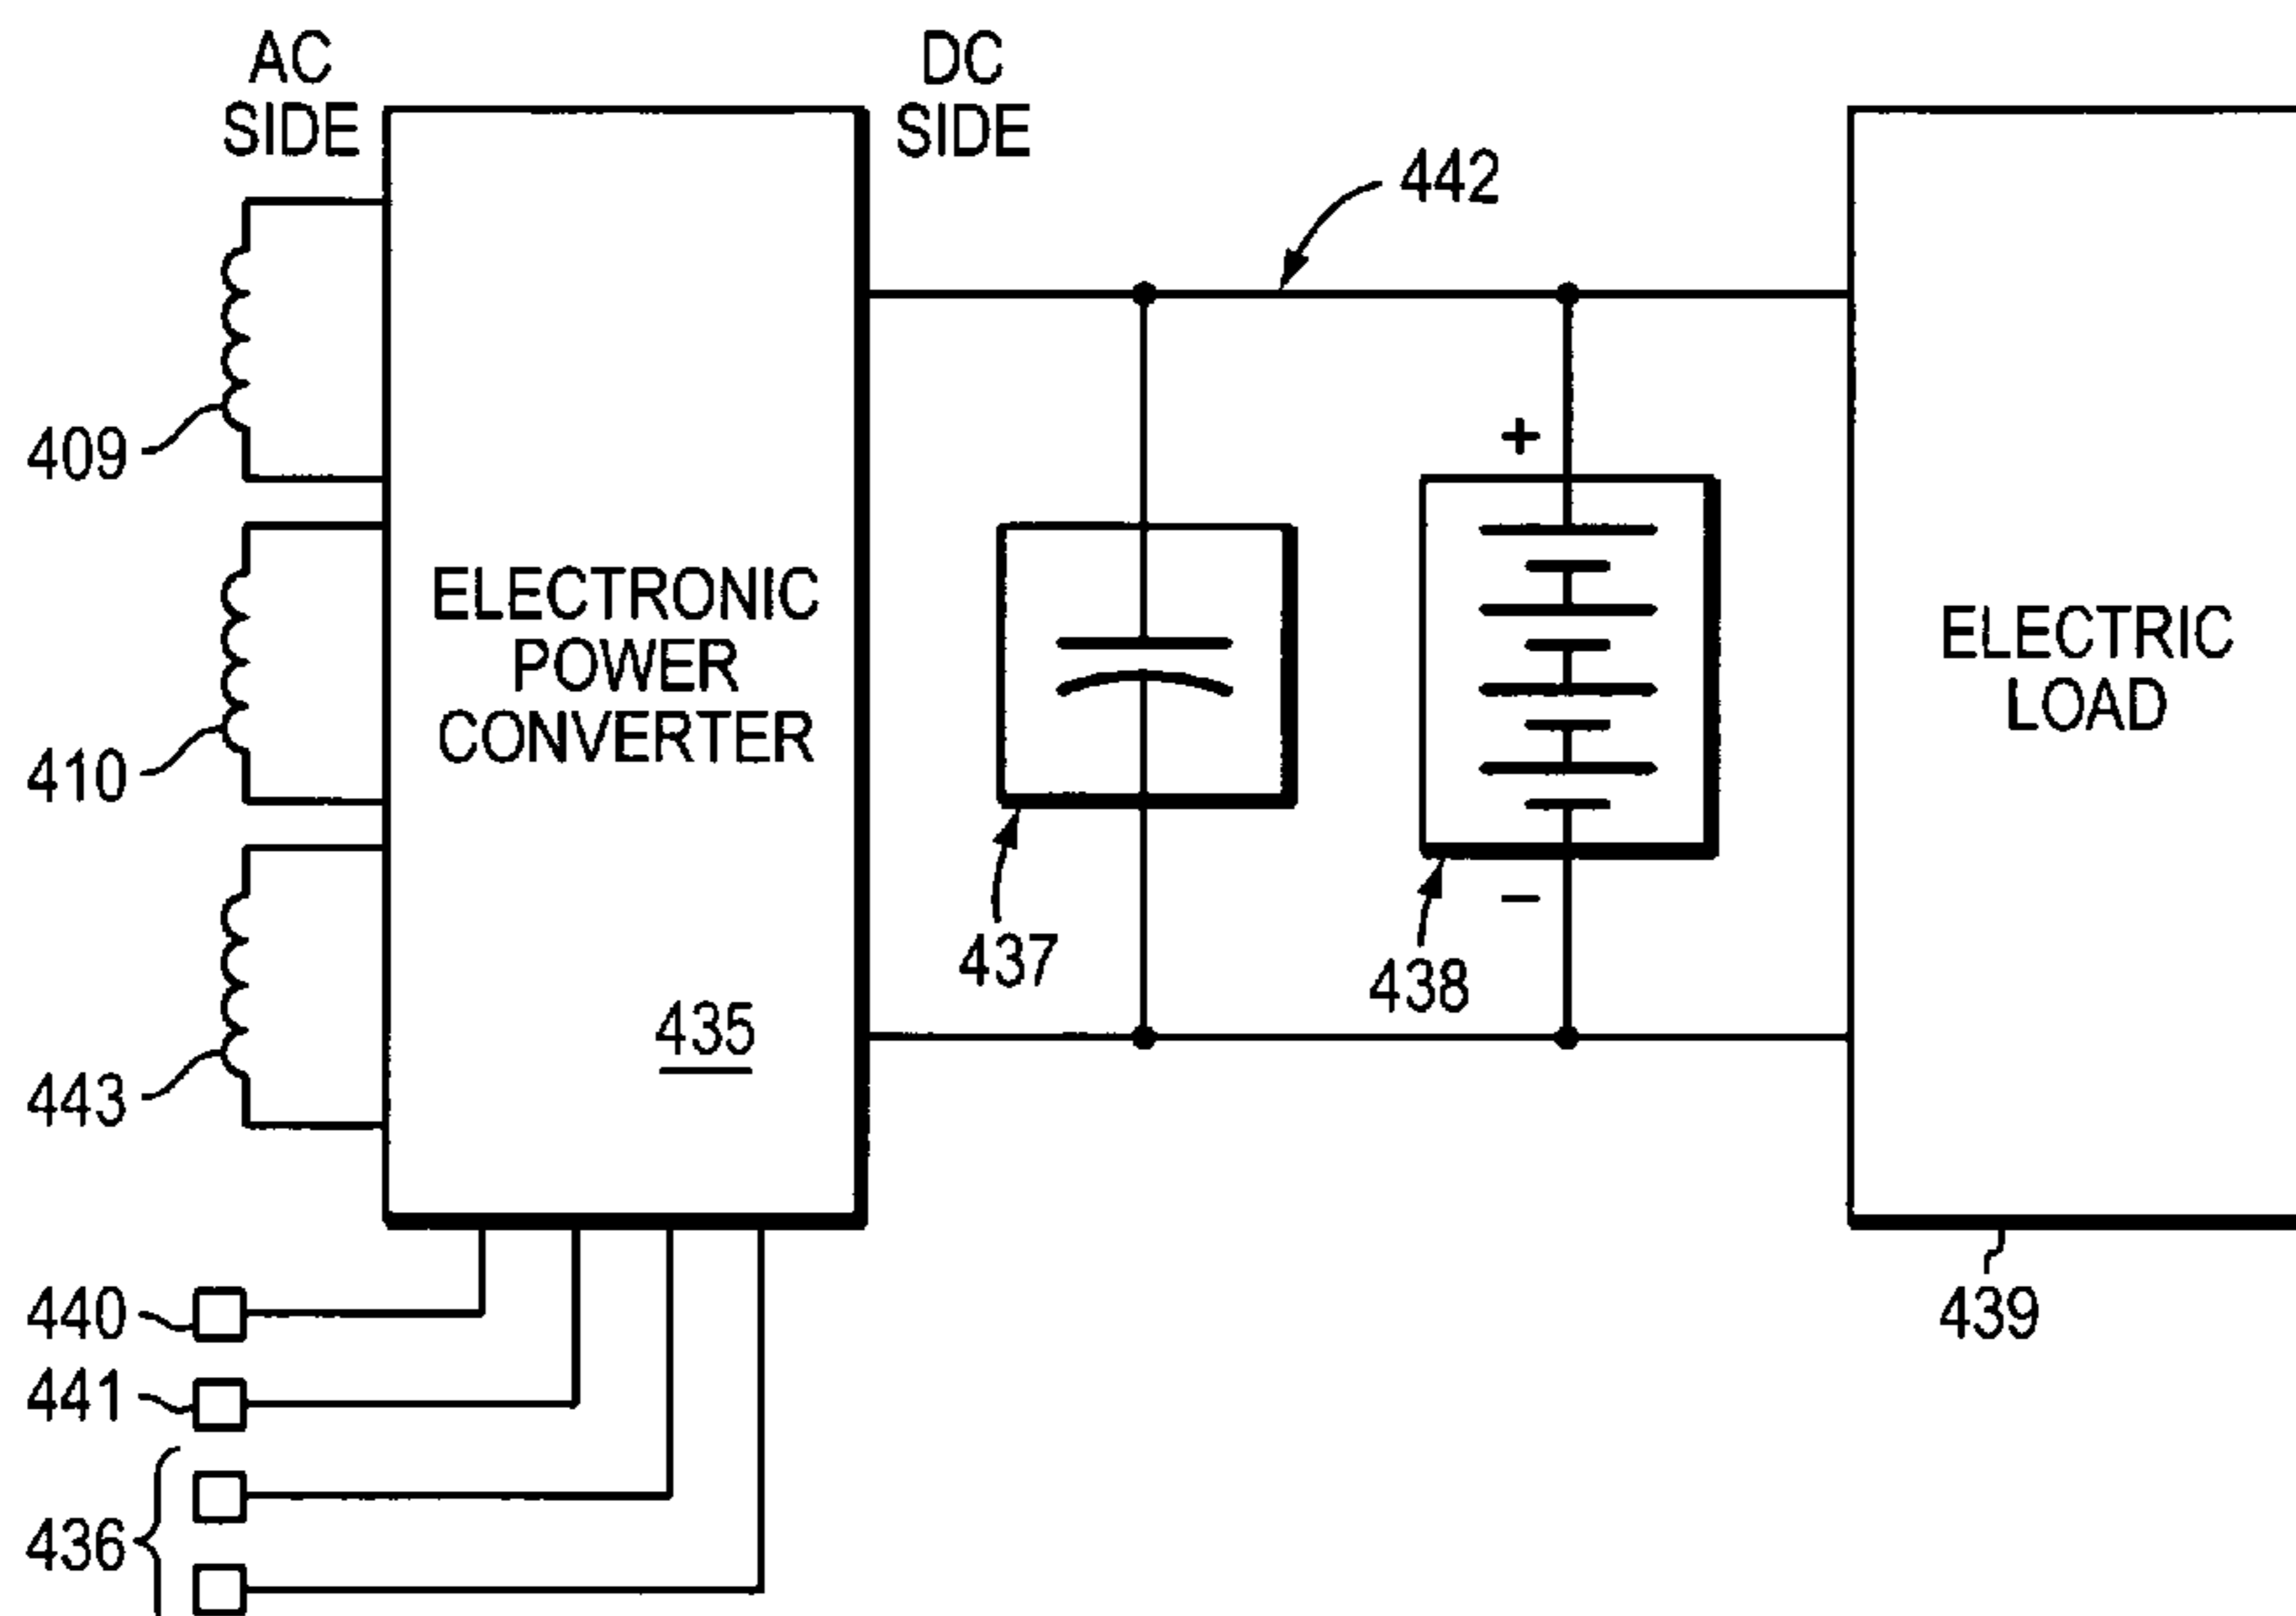 AC
SIDE
DC
SIDE
442
409
ELECTRONIC
POWER
CONVERTER
ELECTRIC
LOAD
410
+
−
437
438
435
443
440
439
441
436